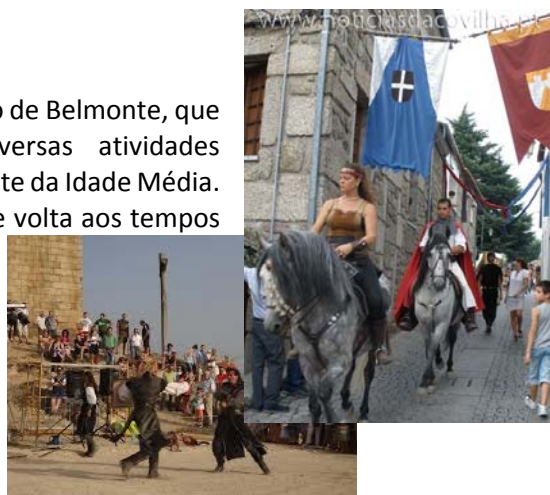 www.noticiasdacovilha.pt
o de Belmonte, que
versas atividades
te da Idade Média.
e volta aos tempos